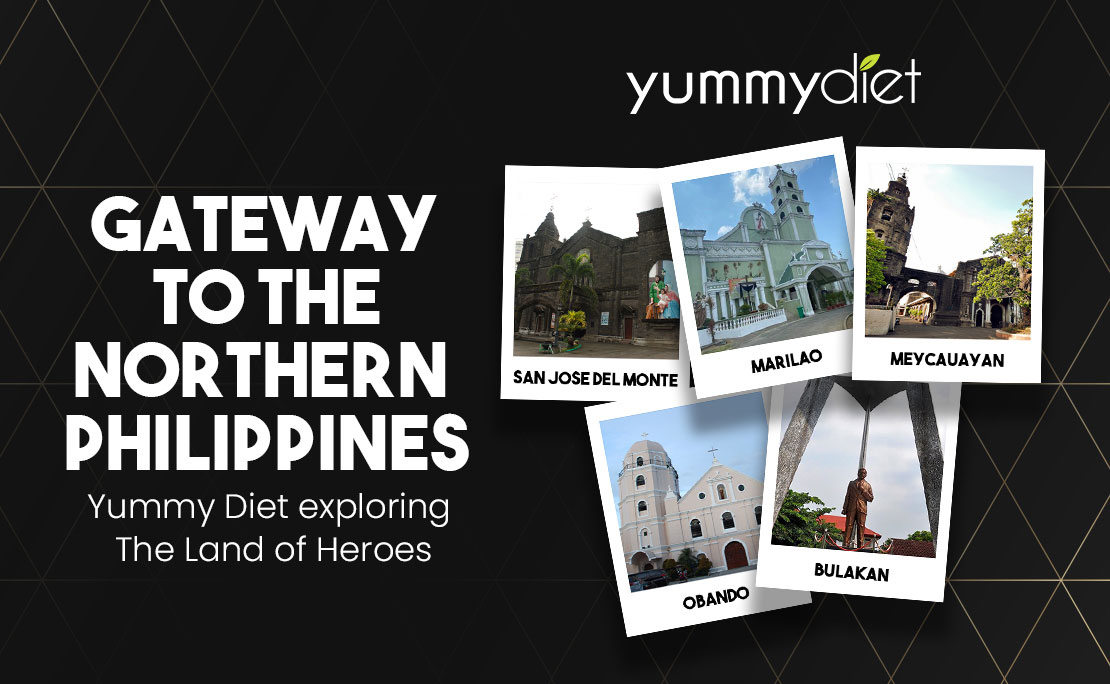 yummydiet
GATEWAY
TO THE
NORTHERN
PHILIPPINES
Yummy Diet exploring
The Land of Heroes
SAN JOSE DEL MONTE
MARILAO
MEYCAUAYAN
OBANDO
BULAKAN